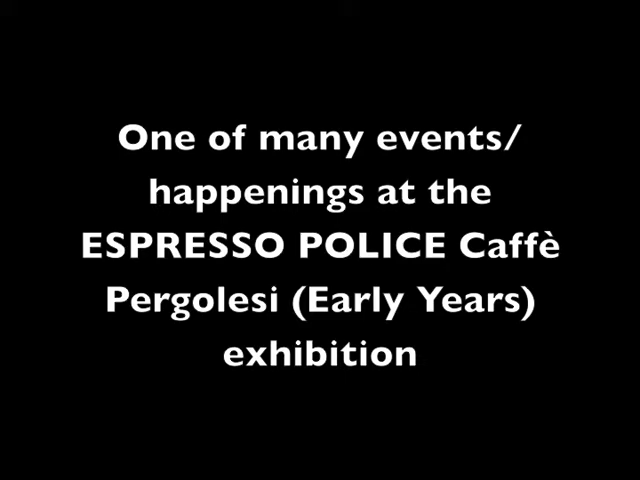 One of many events/
happenings at the
ESPRESSO POLICE Caffè
Pergolesi (Early Years)
exhibition